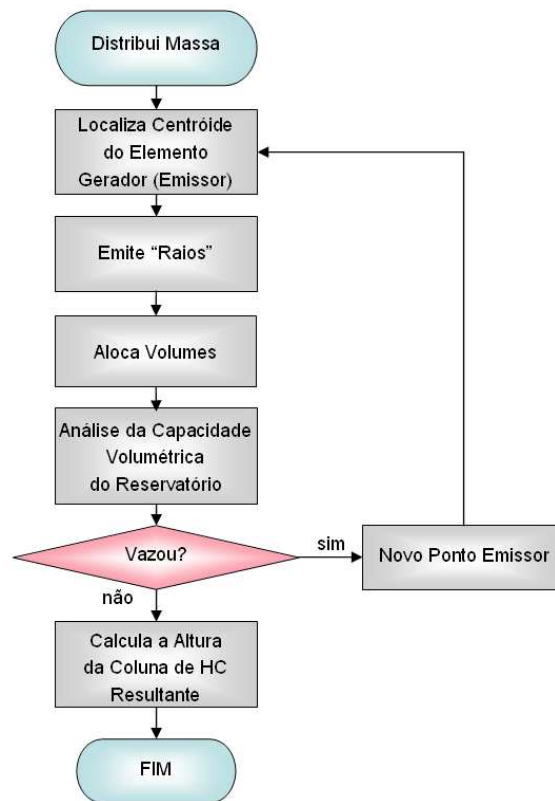 Distribui Massa
Localiza Centróide
do Elemento
Gerador (Emissor)
Emite “Raios”
Aloca Volumes
Análise da Capacidade
Volumétrica
do Reservatório
Vazou?
sim
Novo Ponto Emissor
não
Calcula a Altura
da Coluna de HC
Resultante
FIM